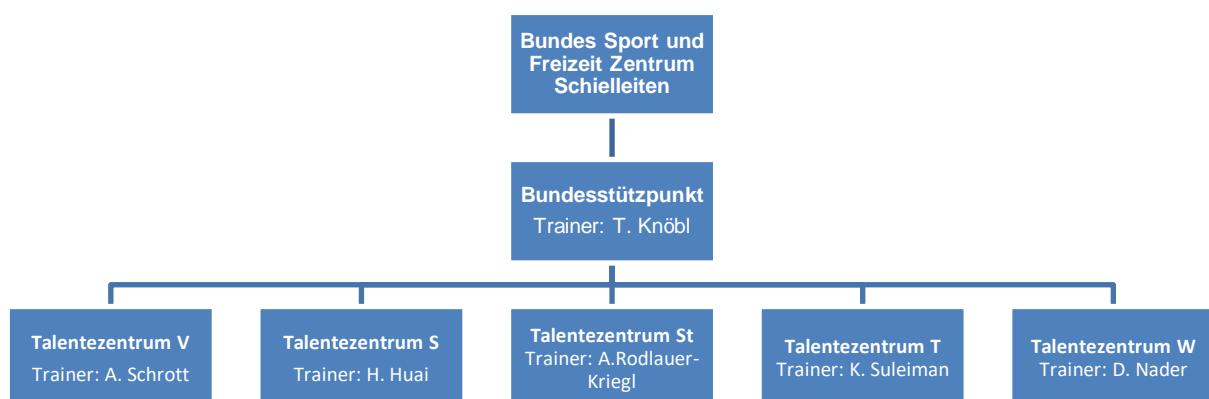 Bundes Sport und
Freizeit Zentrum
Schielleiten
Bundesstützpunkt
Trainer: T. Knöbl
Talentezentrum V
Trainer: A. Schrott
Talentezentrum S
Trainer: H. Huai
Talentezentrum St
Trainer: A.Rodlauer-
Kriegl
Talentezentrum T
Trainer: K. Suleiman
Talentezentrum W
Trainer: D. Nader